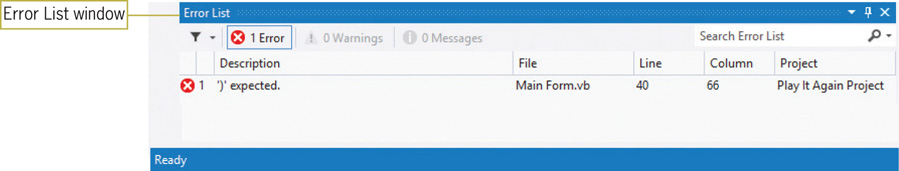 Error List window
Error List
1 Error 0 Warnings 0 Messages Search Error List
Description File Line Column Project
1 ')' expected. Main Form.vb 40 66 Play It Again Project
Ready